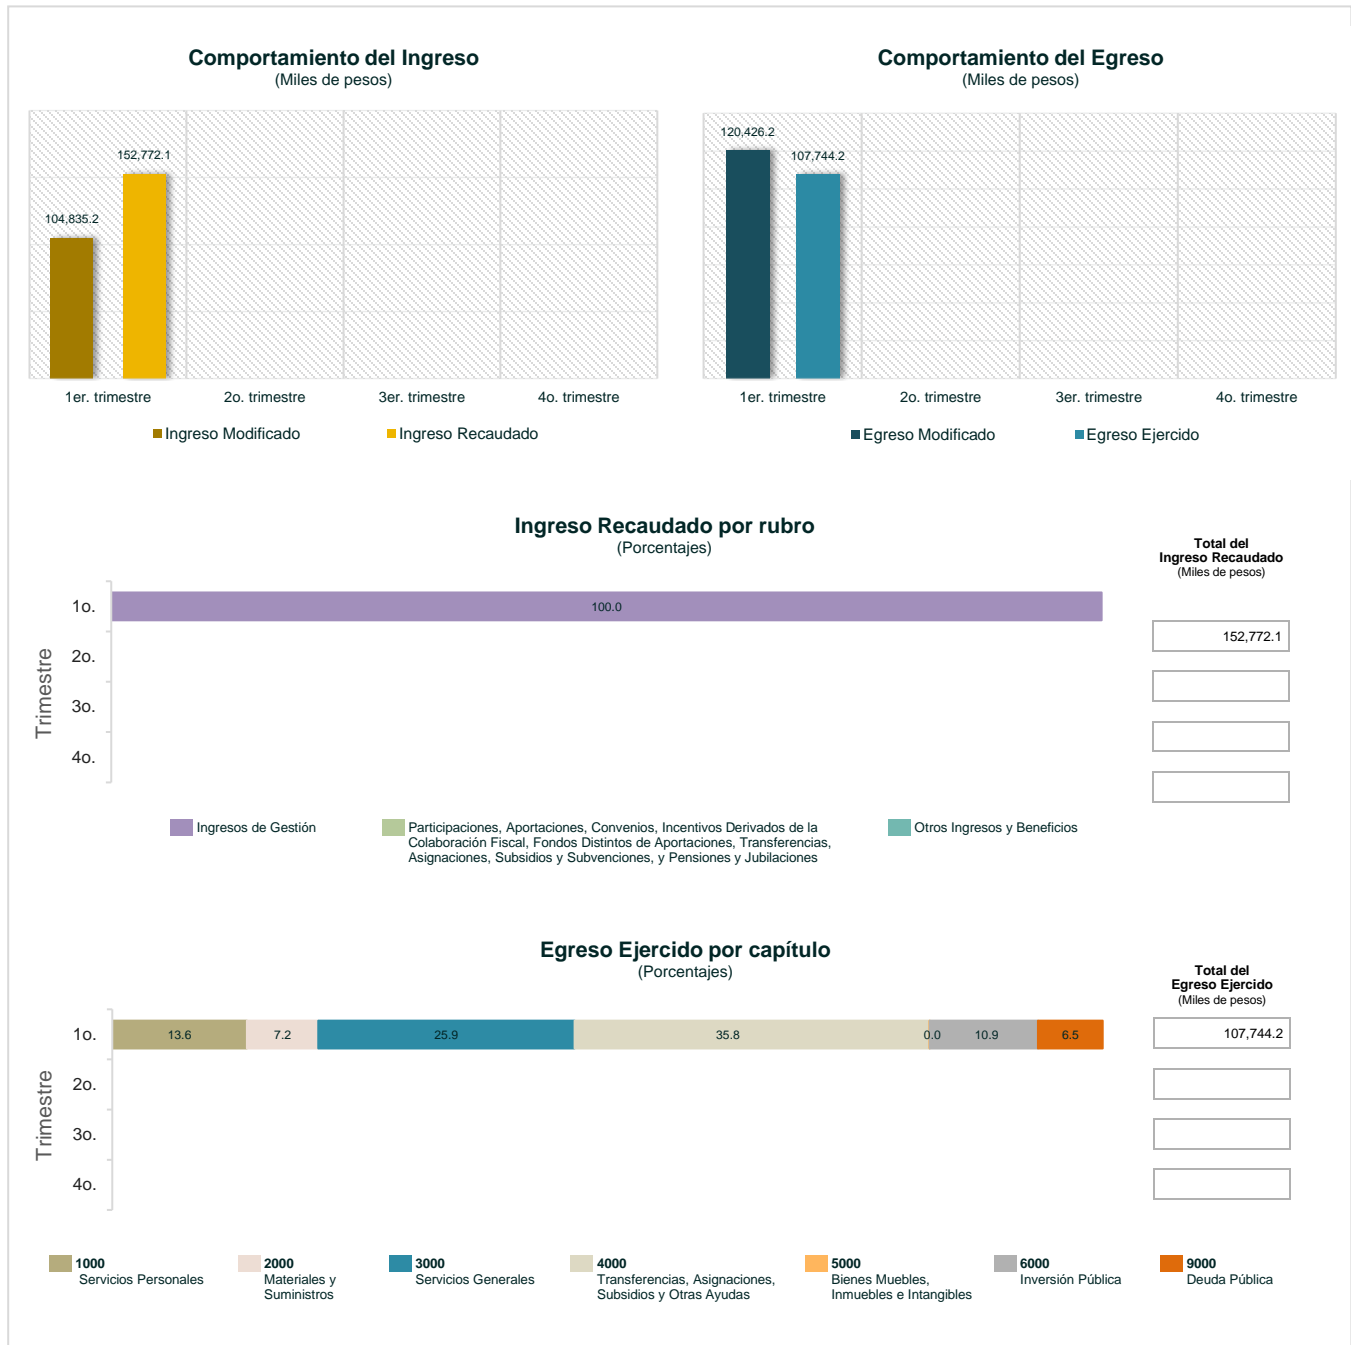 Comportamiento del Ingreso
(Miles de pesos)
152,772.1
104,835.2
1er. trimestre 2o. trimestre 3er. trimestre 4o. trimestre
Ingreso Modificado Ingreso Recaudado
Comportamiento del Egreso
(Miles de pesos)
120,426.2
107,744.2
1er. trimestre 2o. trimestre 3er. trimestre 4o. trimestre
Egreso Modificado Egreso Ejercido
Ingreso Recaudado por rubro
(Porcentajes)
Total del
Ingreso Recaudado
(Miles de pesos)
Trimestre
1o.
100.0
152,772.1
2o.
3o.
4o.
Ingresos de Gestión
Participaciones, Aportaciones, Convenios, Incentivos Derivados de la
Colaboración Fiscal, Fondos Distintos de Aportaciones, Transferencias,
Asignaciones, Subsidios y Subvenciones, y Pensiones y Jubilaciones
Otros Ingresos y Beneficios
Egreso Ejercido por capítulo
(Porcentajes)
Total del
Egreso Ejercido
(Miles de pesos)
Trimestre
1o.
13.6 7.2 25.9 35.8 0.0 10.9 6.5
107,744.2
2o.
3o.
4o.
1000
Servicios Personales
2000
Materiales y
Suministros
3000
Servicios Generales
4000
Transferencias, Asignaciones,
Subsidios y Otras Ayudas
5000
Bienes Muebles,
Inmuebles e Intangibles
6000
Inversión Pública
9000
Deuda Pública